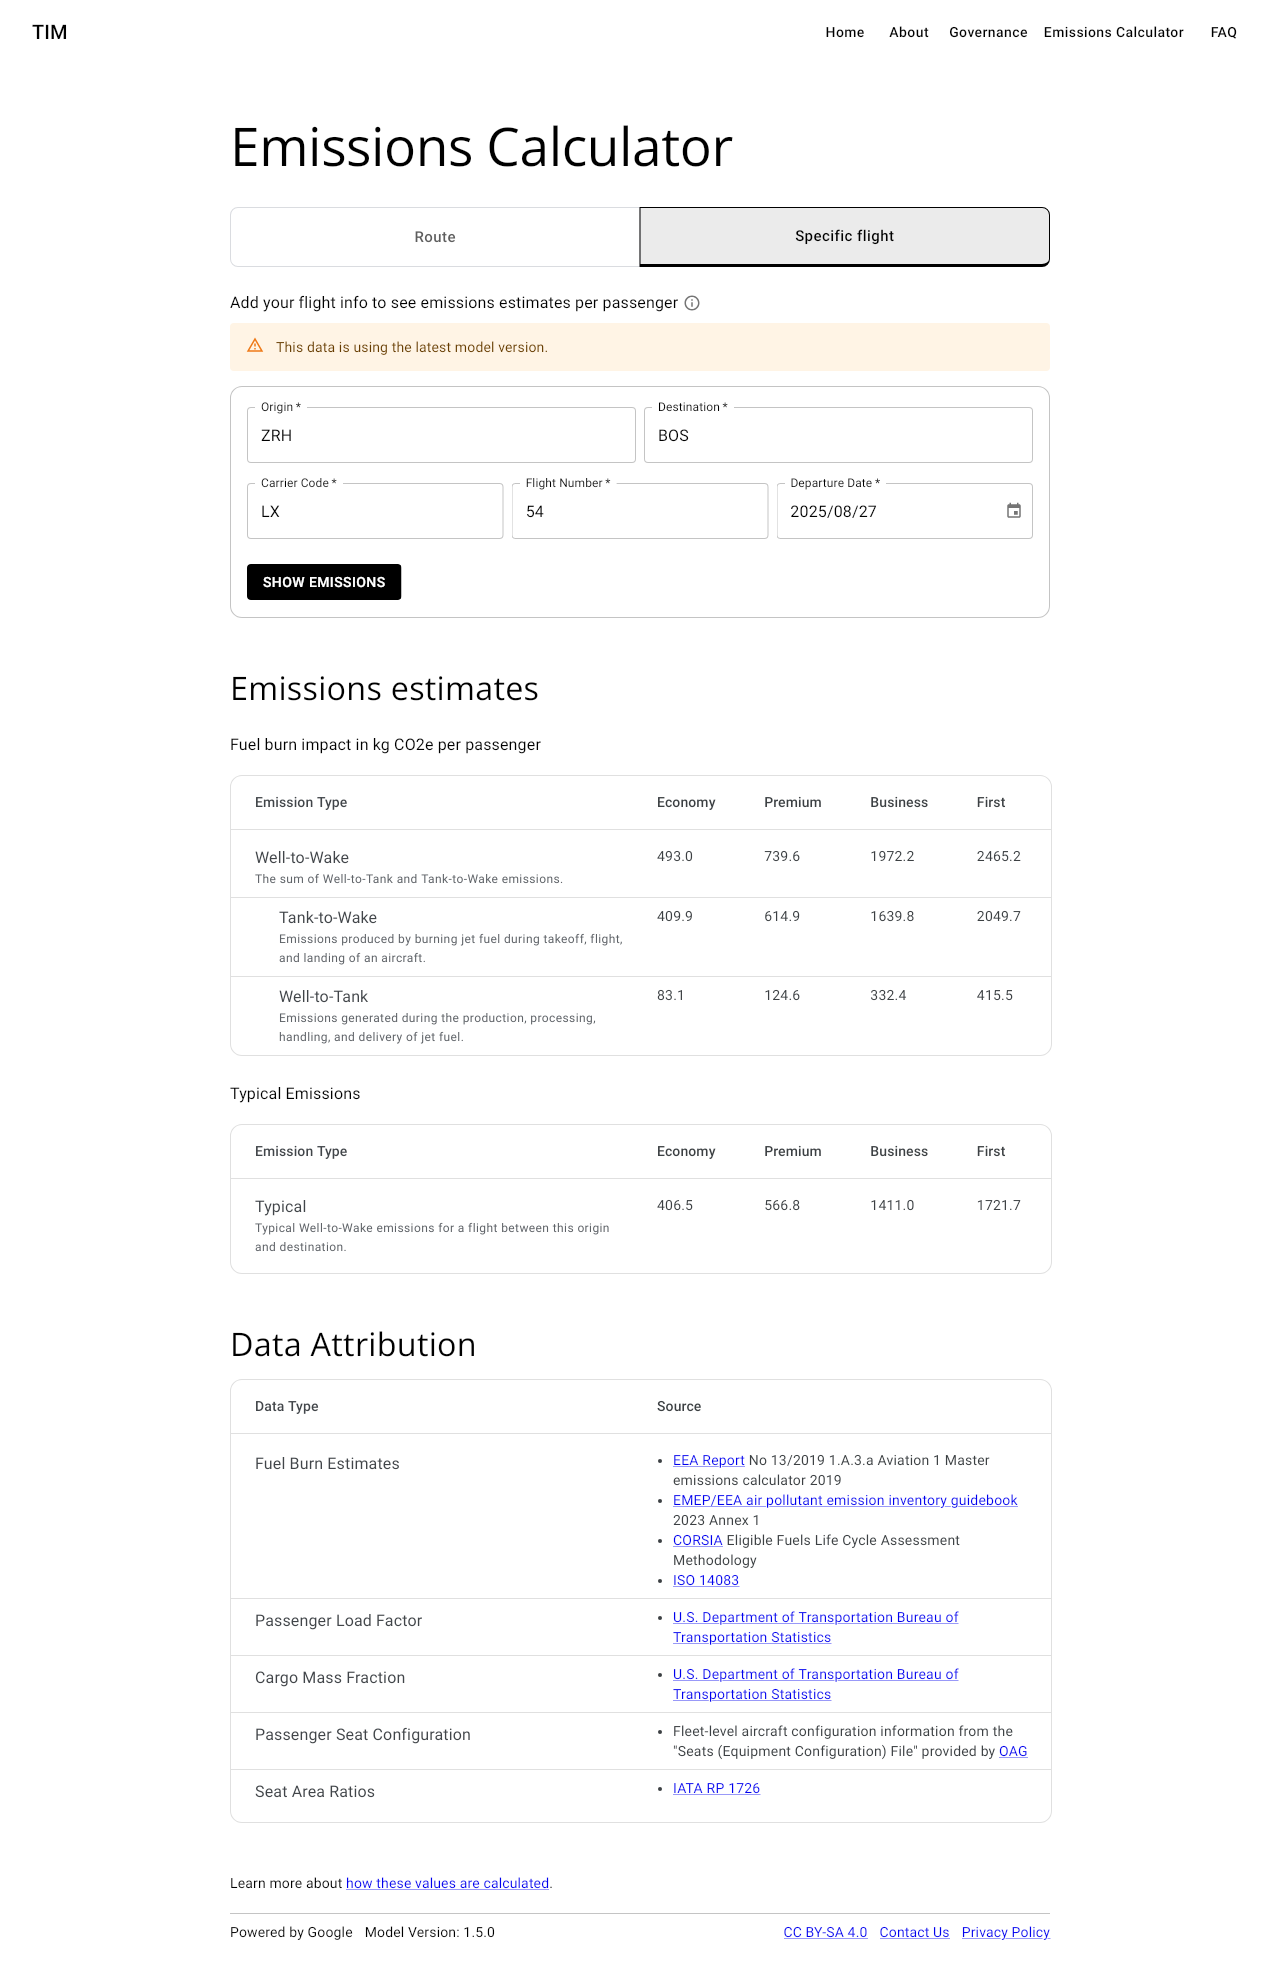 TIM
Home About Governance Emissions Calculator FAQ
Emissions Calculator
Route Specific flight
Add your flight info to see emissions estimates per passenger
This data is using the latest model version.
Origin * Destination *
ZRH BOS
Carrier Code * Flight Number * Departure Date *
LX 54 2025/08/27
SHOW EMISSIONS
Emissions estimates
Fuel burn impact in kg CO2e per passenger
Emission Type Economy Premium Business First
Well-to-Wake 493.0 739.6 1972.2 2465.2
The sum of Well-to-Tank and Tank-to-Wake emissions.
Tank-to-Wake 409.9 614.9 1639.8 2049.7
Emissions produced by burning jet fuel during takeoff, flight,
and landing of an aircraft.
Well-to-Tank 83.1 124.6 332.4 415.5
Emissions generated during the production, processing,
handling, and delivery of jet fuel.
Typical Emissions
Emission Type Economy Premium Business First
Typical 406.5 566.8 1411.0 1721.7
Typical Well-to-Wake emissions for a flight between this origin
and destination.
Data Attribution
Data Type Source
Fuel Burn Estimates
• EEA Report No 13/2019 1.A.3.a Aviation 1 Master
emissions calculator 2019
• EMEP/EEA air pollutant emission inventory guidebook
2023 Annex 1
• CORSIA Eligible Fuels Life Cycle Assessment
Methodology
• ISO 14083
Passenger Load Factor
• U.S. Department of Transportation Bureau of
Transportation Statistics
Cargo Mass Fraction
• U.S. Department of Transportation Bureau of
Transportation Statistics
Passenger Seat Configuration
• Fleet-level aircraft configuration information from the
"Seats (Equipment Configuration) File" provided by OAG
Seat Area Ratios
• IATA RP 1726
Learn more about how these values are calculated.
Powered by Google Model Version: 1.5.0 CC BY-SA 4.0 Contact Us Privacy Policy